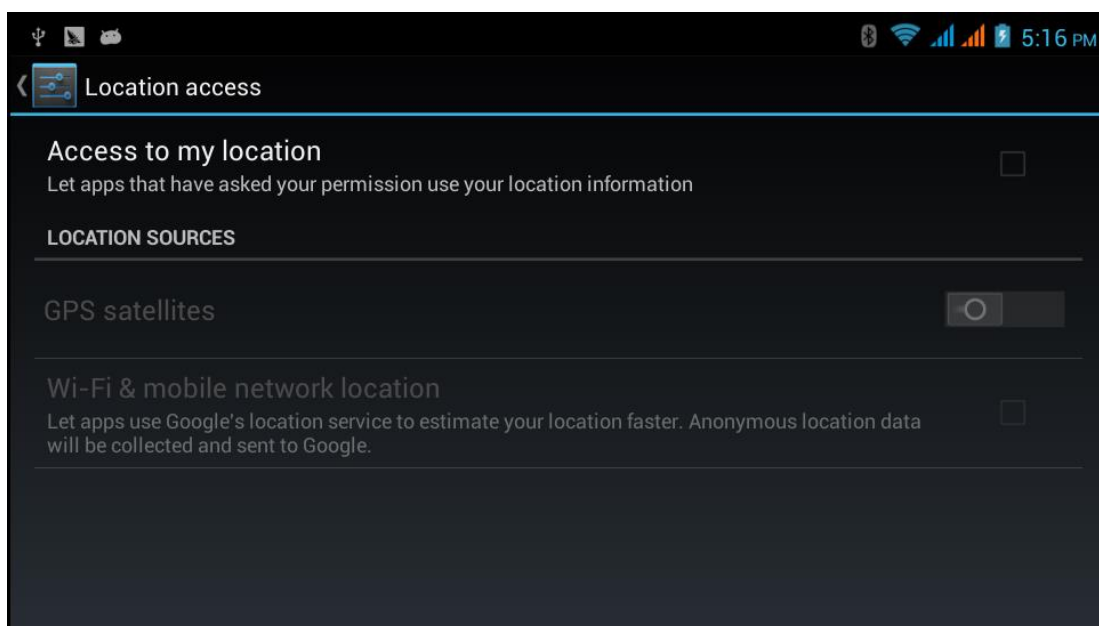 5:16 PM
Location access
Access to my location
Let apps that have asked your permission use your location information
LOCATION SOURCES
GPS satellites
Wi-Fi & mobile network location
Let apps use Google's location service to estimate your location faster. Anonymous location data
will be collected and sent to Google.